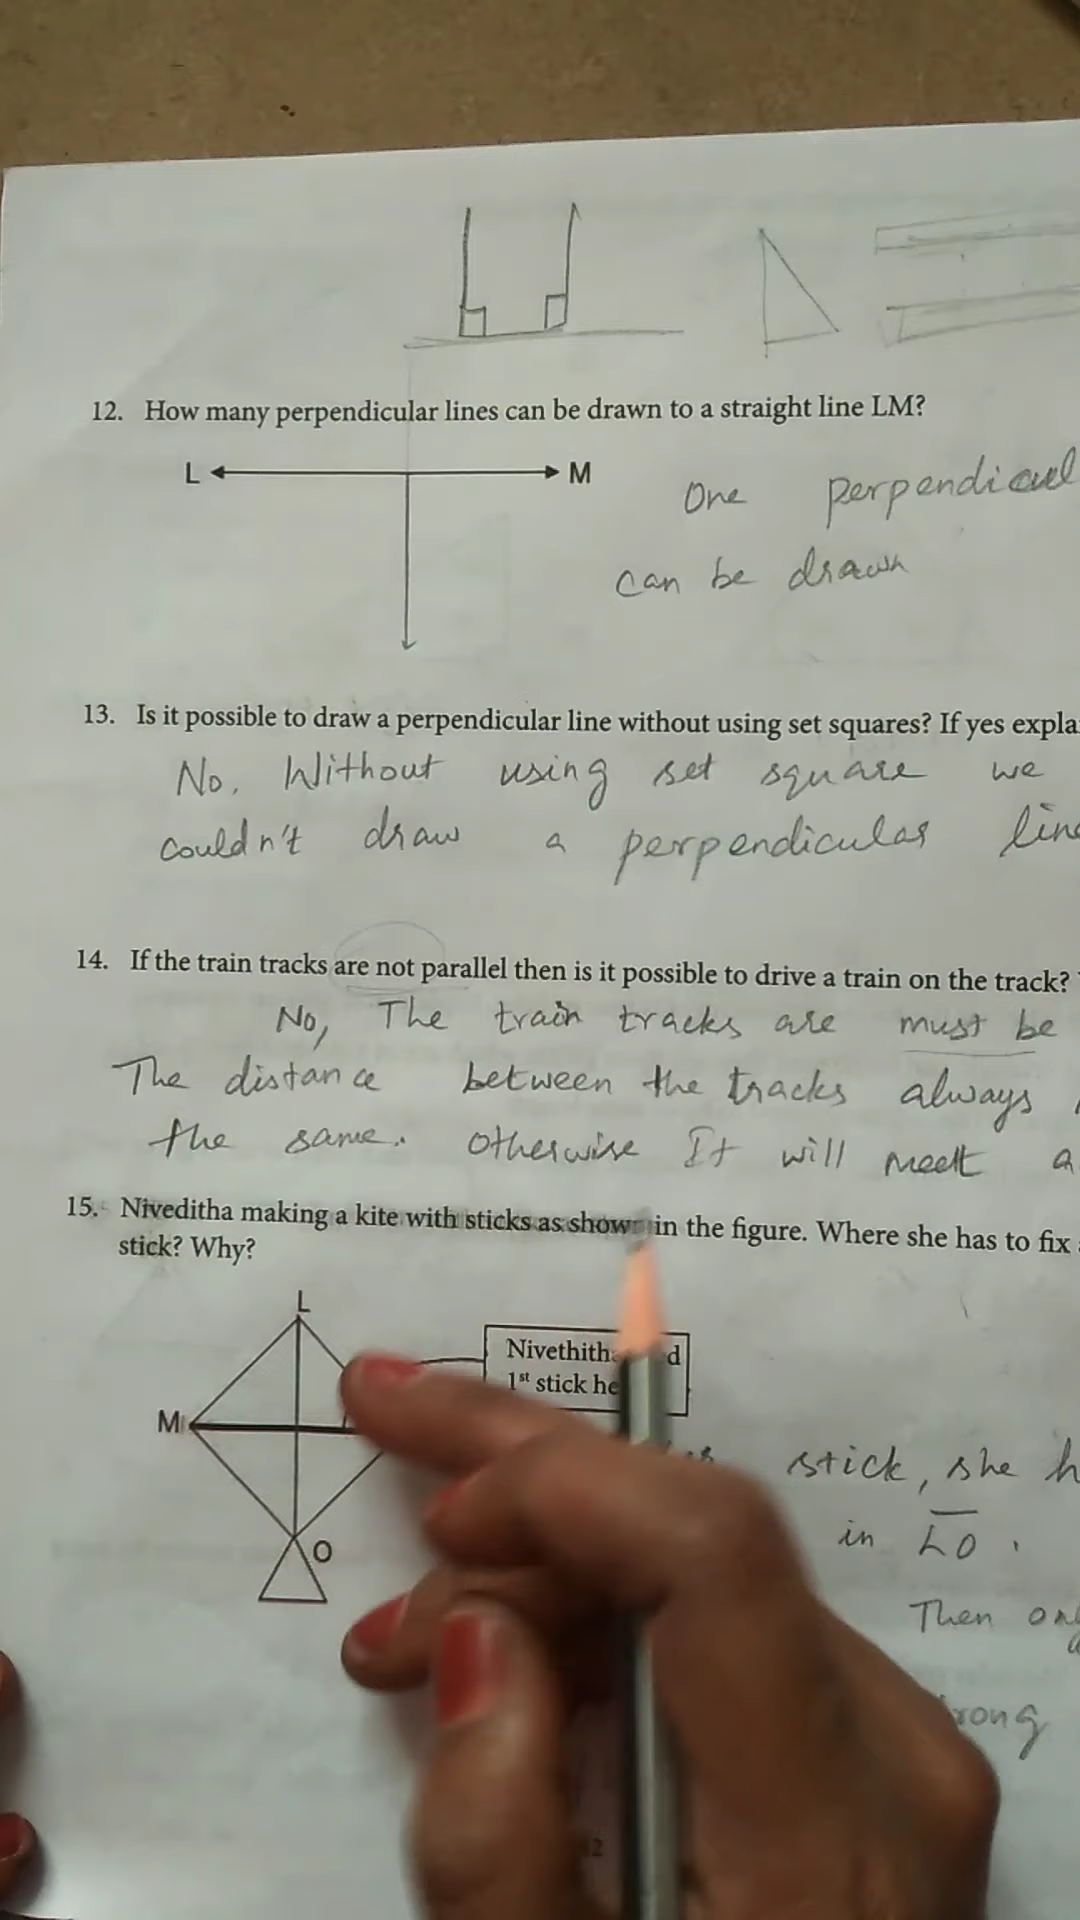 12. How many perpendicular lines can be drawn to a straight line LM?
L M
One perpendicul
can be drawn
13. Is it possible to draw a perpendicular line without using set squares? If yes expla
No. Without using set square we
couldn't draw a perpendicular line
14. If the train tracks are not parallel then is it possible to drive a train on the track?
No, The train tracks are must be
The distance between the tracks always
the same. otherwise It will meet a
15. Niveditha making a kite with sticks as shown in the figure. Where she has to fix
stick? Why?
L
Nivethith
1st stick he
M
stick, she h
in LO.
O
Then on
rong